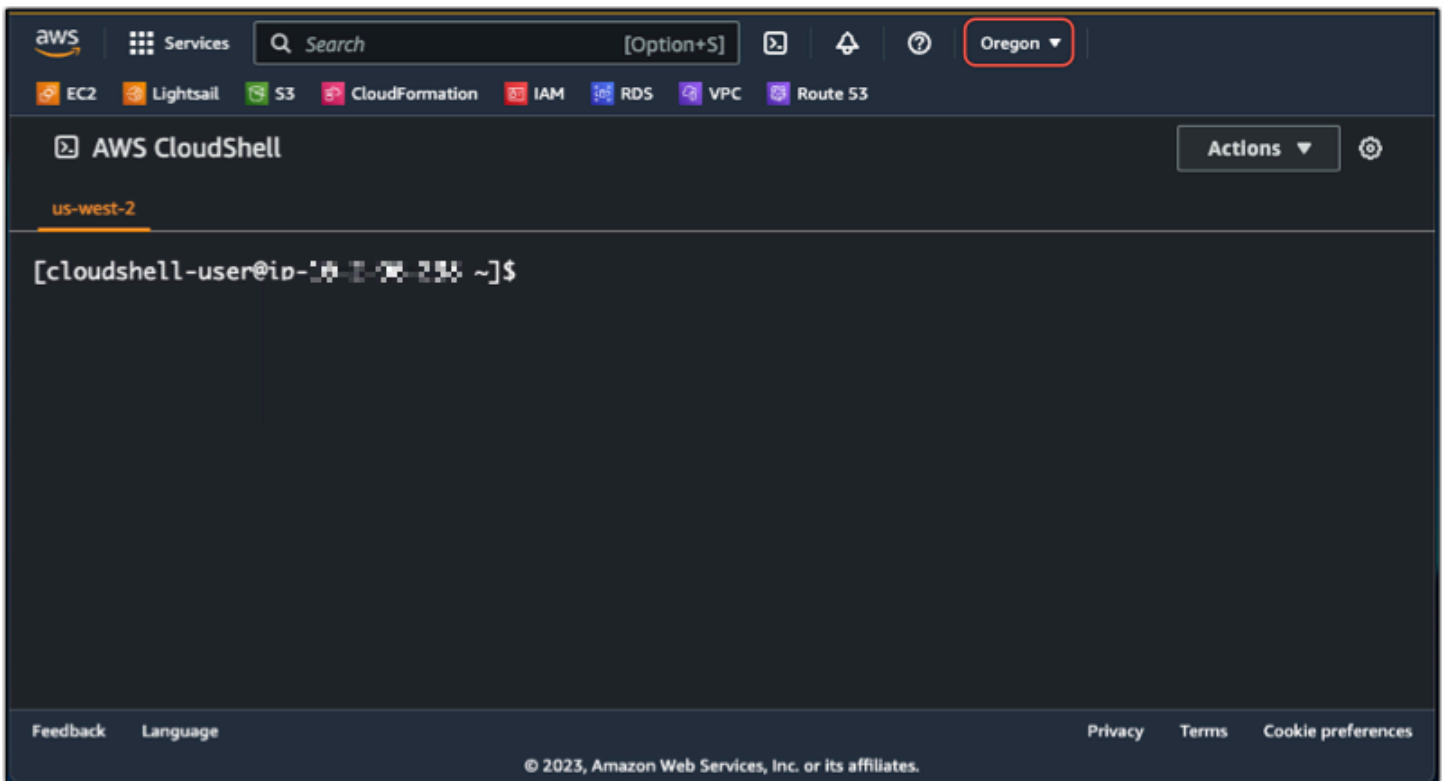 aws Services Search [Option+S] Oregon
EC2 Lightsail S3 CloudFormation IAM RDS VPC Route 53
AWS CloudShell Actions
us-west-2
[cloudshell-user@ip- ~]$
Feedback Language Privacy Terms Cookie preferences
© 2023, Amazon Web Services, Inc. or its affiliates.